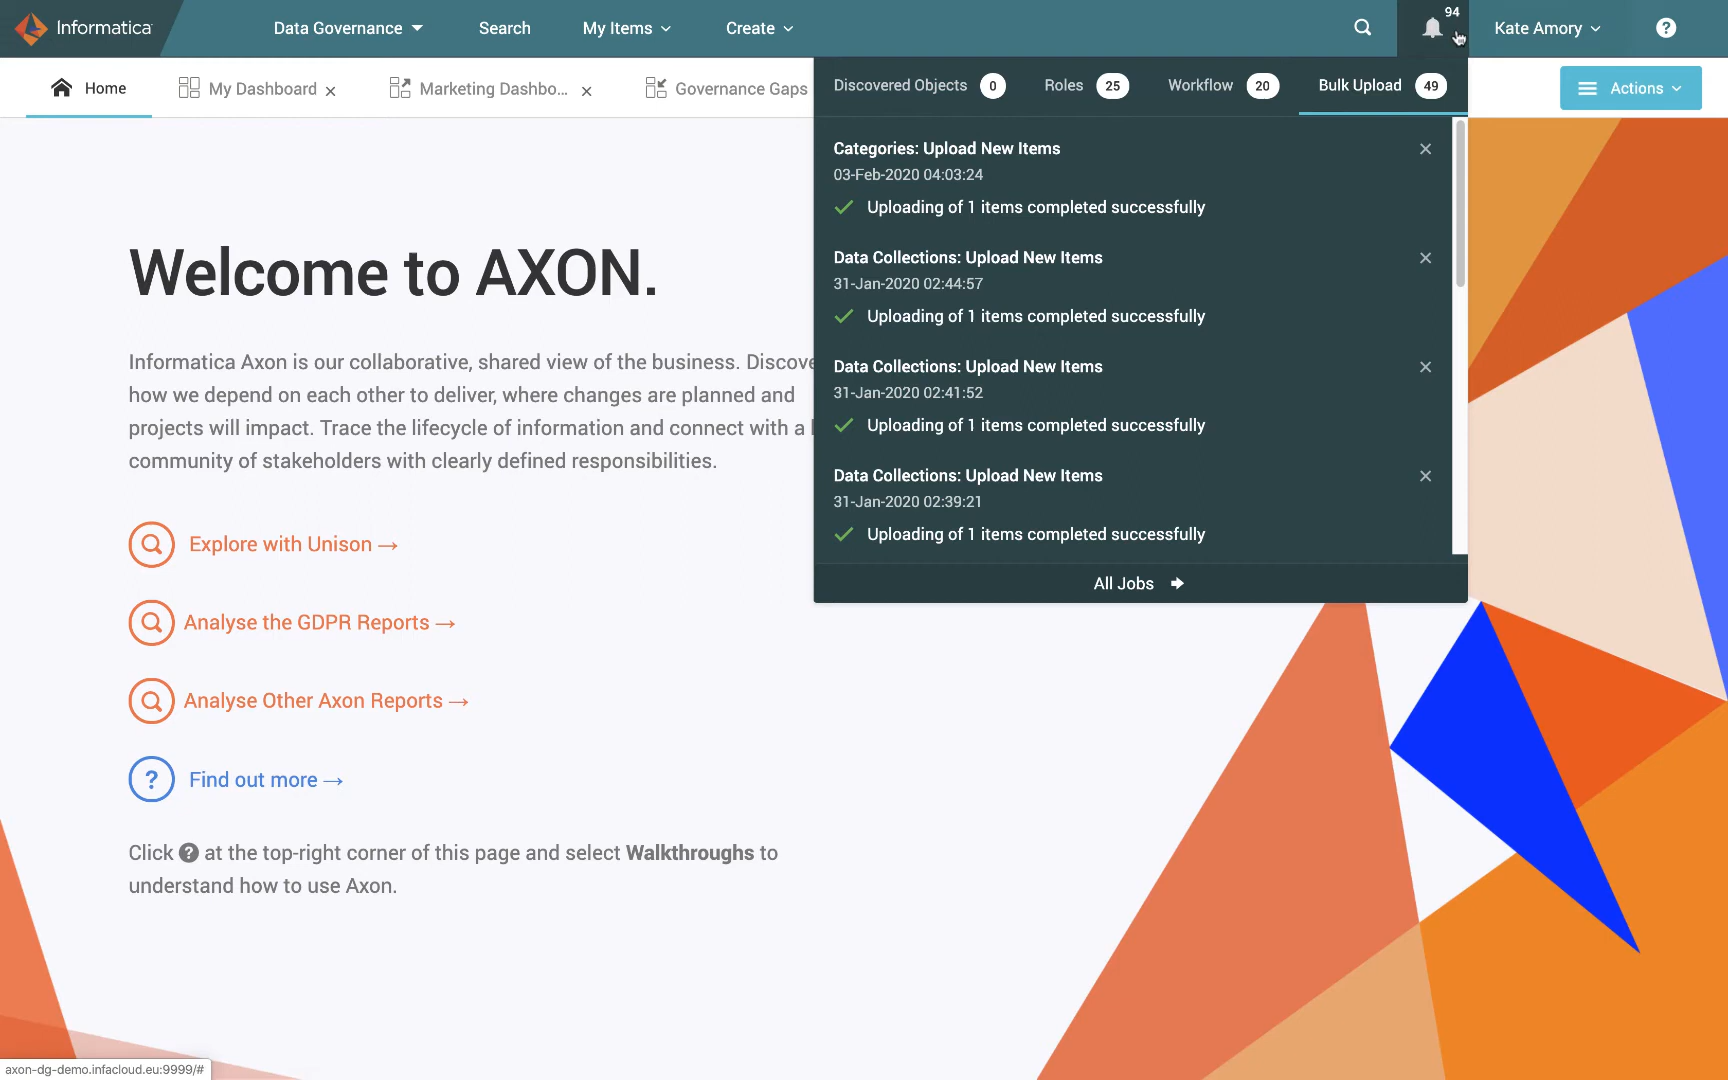 Informatica
Data Governance
Search
My Items
Create
94
Kate Amory
?
Home
My Dashboard
Marketing Dashbo...
Governance Gaps
Actions
Discovered Objects 0
Roles 25
Workflow 20
Bulk Upload 49
Categories: Upload New Items
03-Feb-2020 04:03:24
Uploading of 1 items completed successfully
Data Collections: Upload New Items
31-Jan-2020 02:44:57
Uploading of 1 items completed successfully
Data Collections: Upload New Items
31-Jan-2020 02:41:52
Uploading of 1 items completed successfully
Data Collections: Upload New Items
31-Jan-2020 02:39:21
Uploading of 1 items completed successfully
All Jobs
Welcome to AXON.
Informatica Axon is our collaborative, shared view of the business. Discove
how we depend on each other to deliver, where changes are planned and
projects will impact. Trace the lifecycle of information and connect with a
community of stakeholders with clearly defined responsibilities.
Explore with Unison →
Analyse the GDPR Reports →
Analyse Other Axon Reports →
? Find out more →
Click ? at the top-right corner of this page and select Walkthroughs to
understand how to use Axon.
axon-dg-demo.infacloud.eu:9999/#